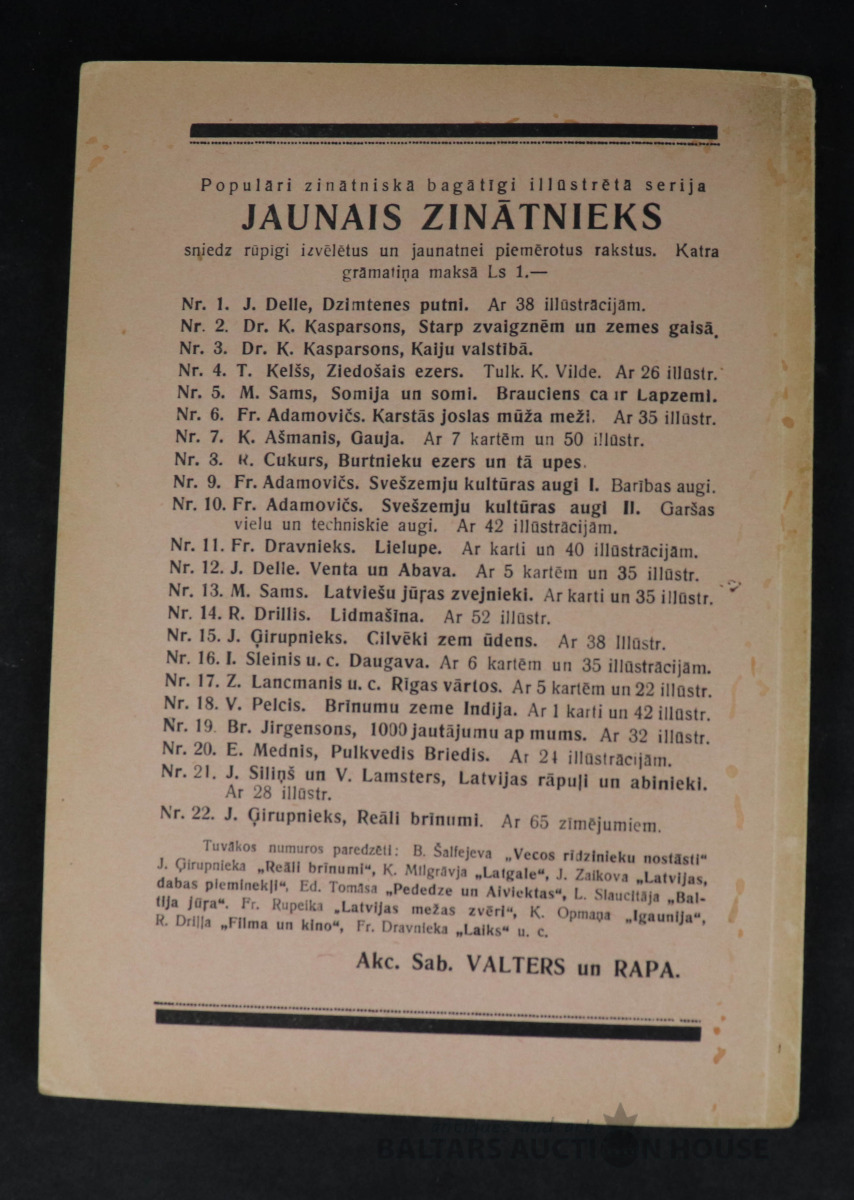 Populāri zinātniskā bagātīgi illūstrētā serija
JAUNAIS ZINĀTNIEKS
sniedz rūpīgi izvēlētus un jaunatnei piemērotus rakstus. Katra
grāmatiņa maksā Ls 1.—
Nr. 1. J. Delle, Dzimtenes putni. Ar 38 illūstrācijām.
Nr. 2. Dr. K. Kasparsons, Starp zvaigznēm un zemes gaisā.
Nr. 3. Dr. K. Kasparsons, Kaiju valstībā.
Nr. 4. T. Kelšs, Ziedošais ezers. Tulk. K. Vilde. Ar 26 illūstr.
Nr. 5. M. Sams, Somija un somi. Brauciens caur Lapzemi.
Nr. 6. Fr. Adamovičs. Karstās joslas mūža meži. Ar 35 illūstr.
Nr. 7. K. Ašmanis, Gauja. Ar 7 kartēm un 50 illūstr.
Nr. 8. R. Cukurs, Burtnieku ezers un tā upes.
Nr. 9. Fr. Adamovičs. Svešzemju kultūras augi I. Barības augi.
Nr. 10. Fr. Adamovičs. Svešzemju kultūras augi II. Garšas
vielu un techniskie augi. Ar 42 illūstrācijām.
Nr. 11. Fr. Dravnieks. Lielupe. Ar karti un 40 illūstrācijām.
Nr. 12. J. Delle. Venta un Abava. Ar 5 kartēm un 35 illūstr.
Nr. 13. M. Sams. Latviešu jūŗas zvejnieki. Ar karti un 35 illūstr.
Nr. 14. R. Drillis. Lidmašīna. Ar 52 illūstr.
Nr. 15. J. Ģirupnieks. Cilvēki zem ūdens. Ar 38 Illūstr.
Nr. 16. I. Sleinis u. c. Daugava. Ar 6 kartēm un 35 illūstrācijām.
Nr. 17. Z. Lancmanis u. c. Rīgas vārtos. Ar 5 kartēm un 22 illūstr.
Nr. 18. V. Pelcis. Brīnumu zeme Indija. Ar 1 karti un 42 illūstr.
Nr. 19. Br. Jirgensons, 1000 jautājumu ap mums. Ar 32 illūstr.
Nr. 20. E. Mednis, Pulkvedis Briedis. Ar 24 illūstrācijām.
Nr. 21. J. Siliņš un V. Lamsters, Latvijas rāpuļi un abinieki.
Ar 28 illūstr.
Nr. 22. J. Ģirupnieks, Reāli brīnumi. Ar 65 zīmējumiem.
Tuvākos numuros paredzēti: B. Šalfejeva „Vecos rīdzinieku nostāsti“
J. Ģirupnieka „Reāli brīnumi“, K. Milgrāvja „Latgale“, J. Zaikova „Latvijas,
dabas pieminekļi“, Ed. Tomāsa „Pededze un Aiviekstas“, L. Slaucītāja „Bal-
tija jūŗa“. Fr. Rupeika „Latvijas mežas zvēri“, K. Opmaņa „Igaunija“,
R. Driļļa „Filma un kino“, Fr. Dravnieka „Laiks“ u. c.
Akc. Sab. VALTERS un RAPA.
BALTARS AUCTION HOUSE